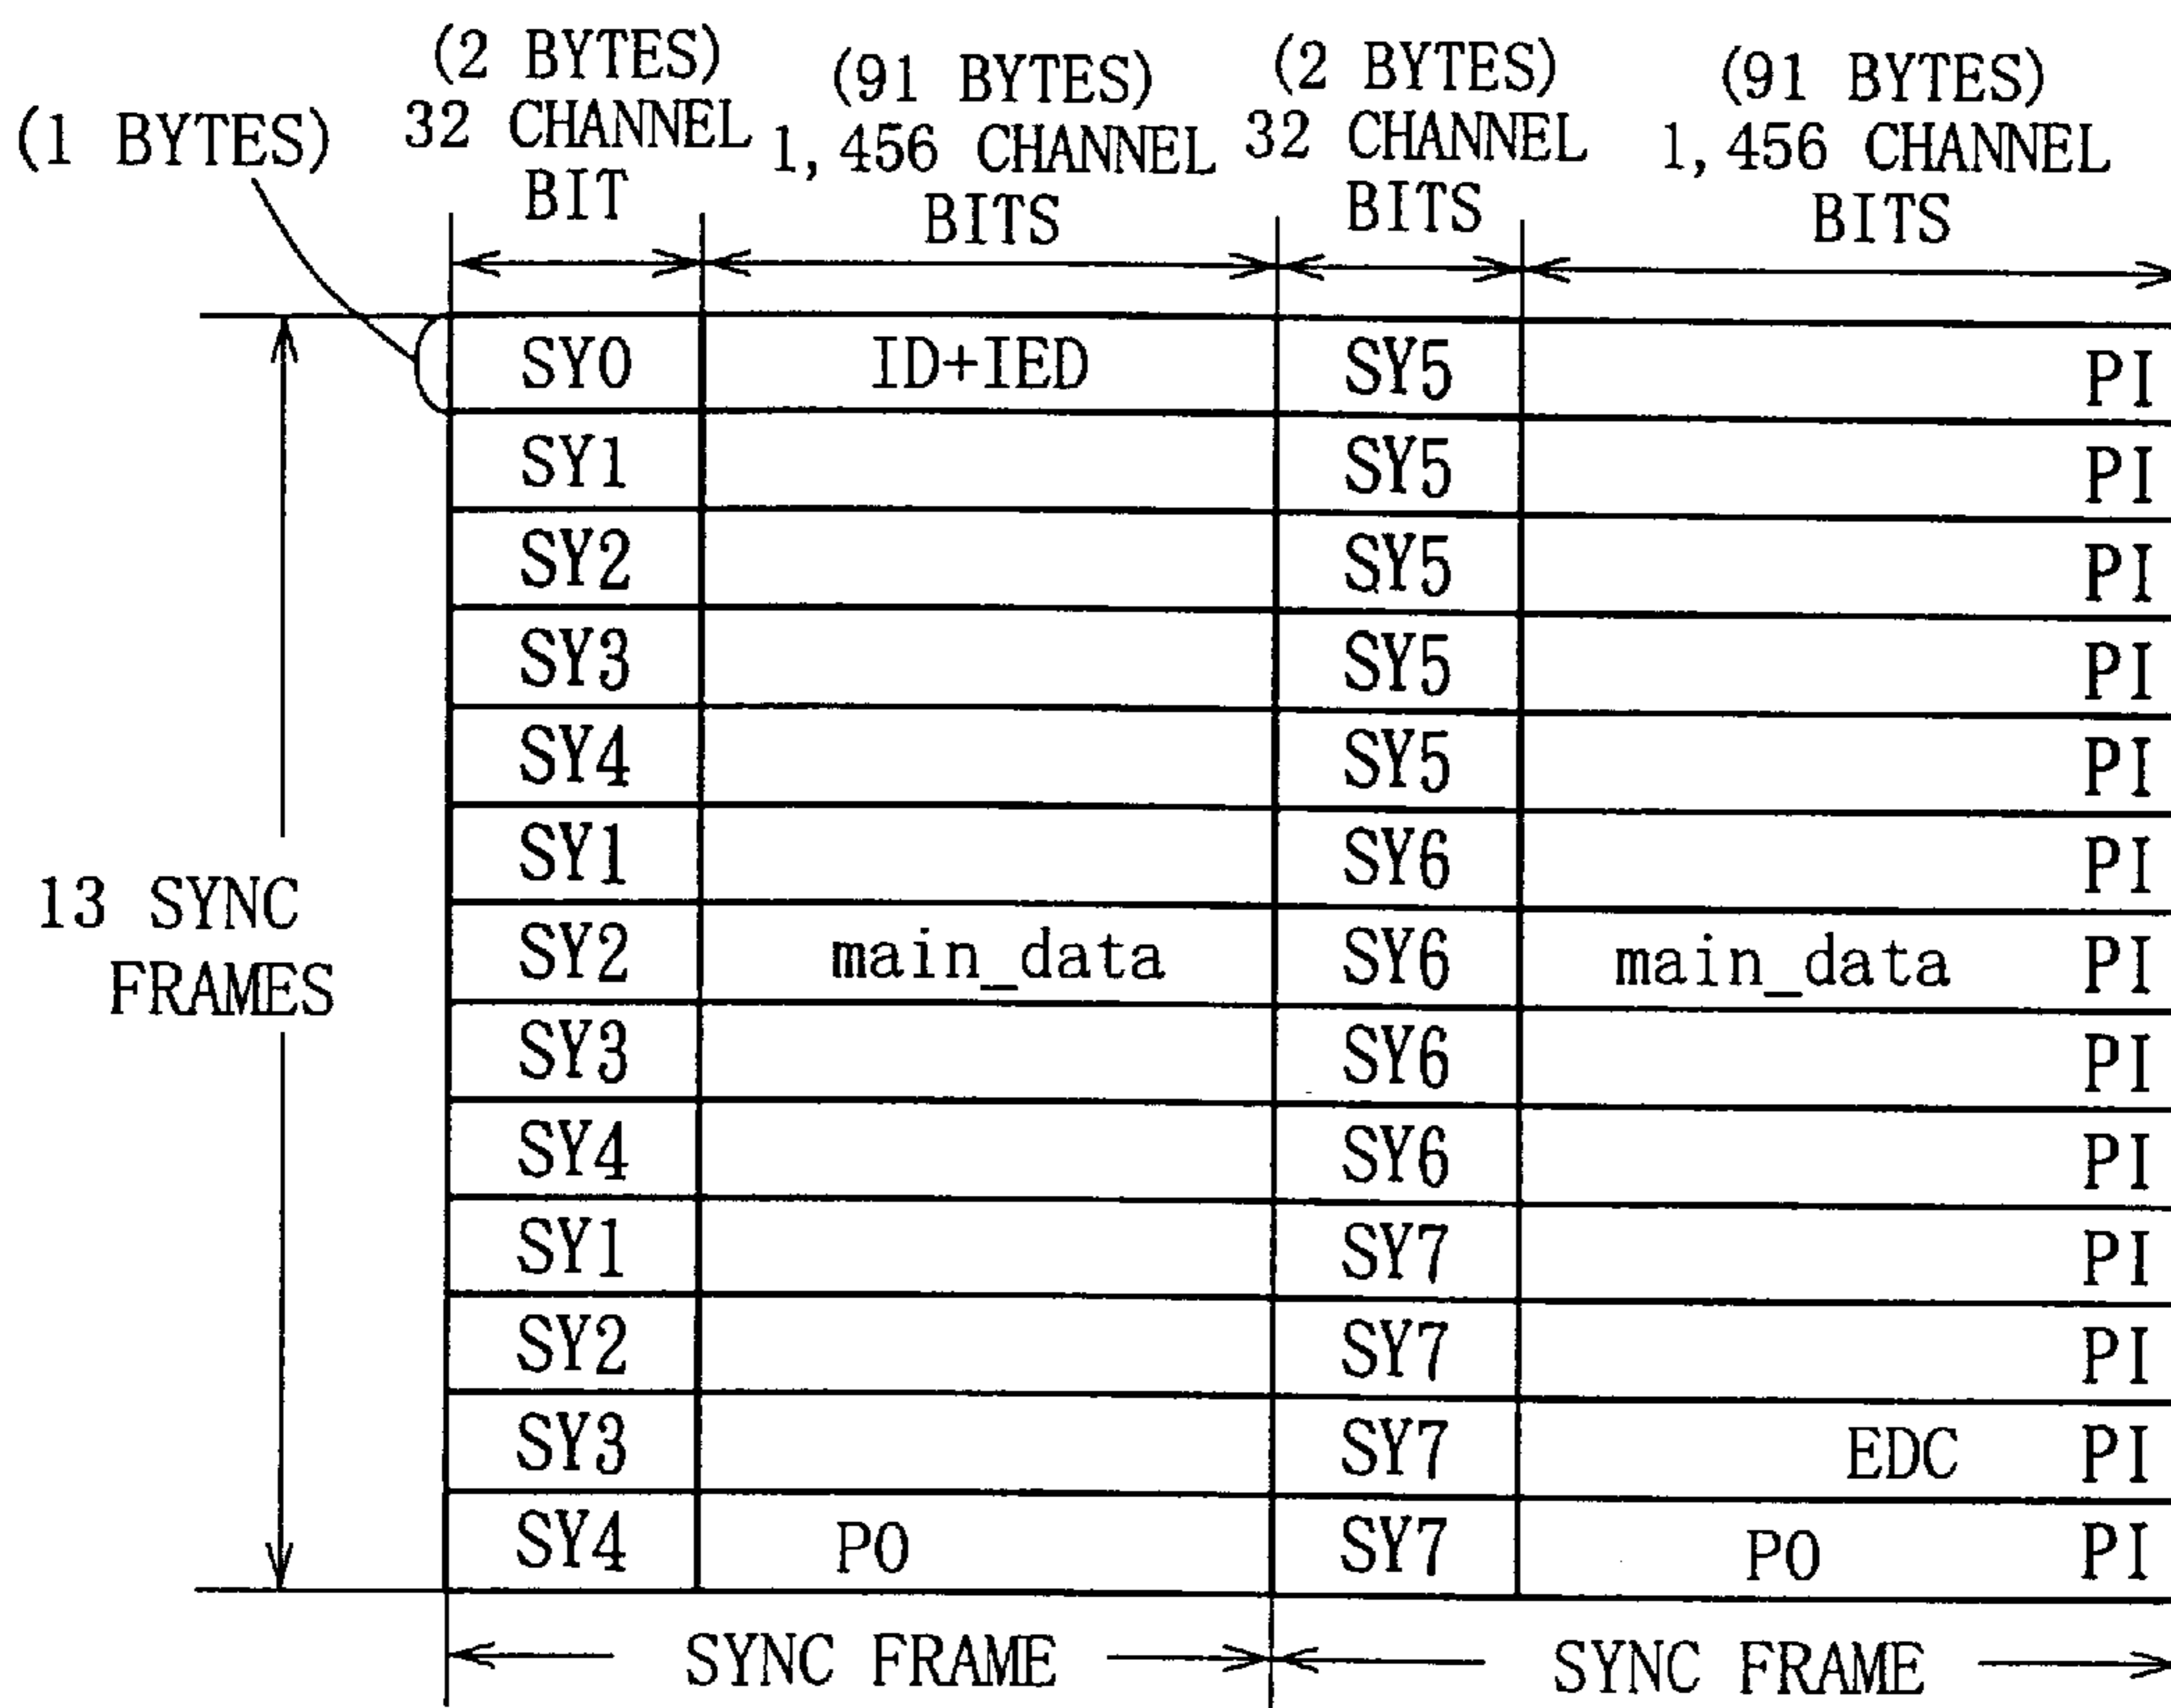 (1 BYTES)
(2 BYTES)
32 CHANNEL
BIT
(91 BYTES)
1,456 CHANNEL
BITS
(2 BYTES)
32 CHANNEL
BITS
(91 BYTES)
1,456 CHANNEL
BITS
13 SYNC
FRAMES
SY0 ID+IED SY5 PI
SY1 SY5 PI
SY2 SY5 PI
SY3 SY5 PI
SY4 SY5 PI
SY1 SY6 PI
SY2 main_data SY6 main_data PI
SY3 SY6 PI
SY4 SY6 PI
SY1 SY7 PI
SY2 SY7 PI
SY3 SY7 EDC PI
SY4 PO SY7 PO PI
SYNC FRAME SYNC FRAME